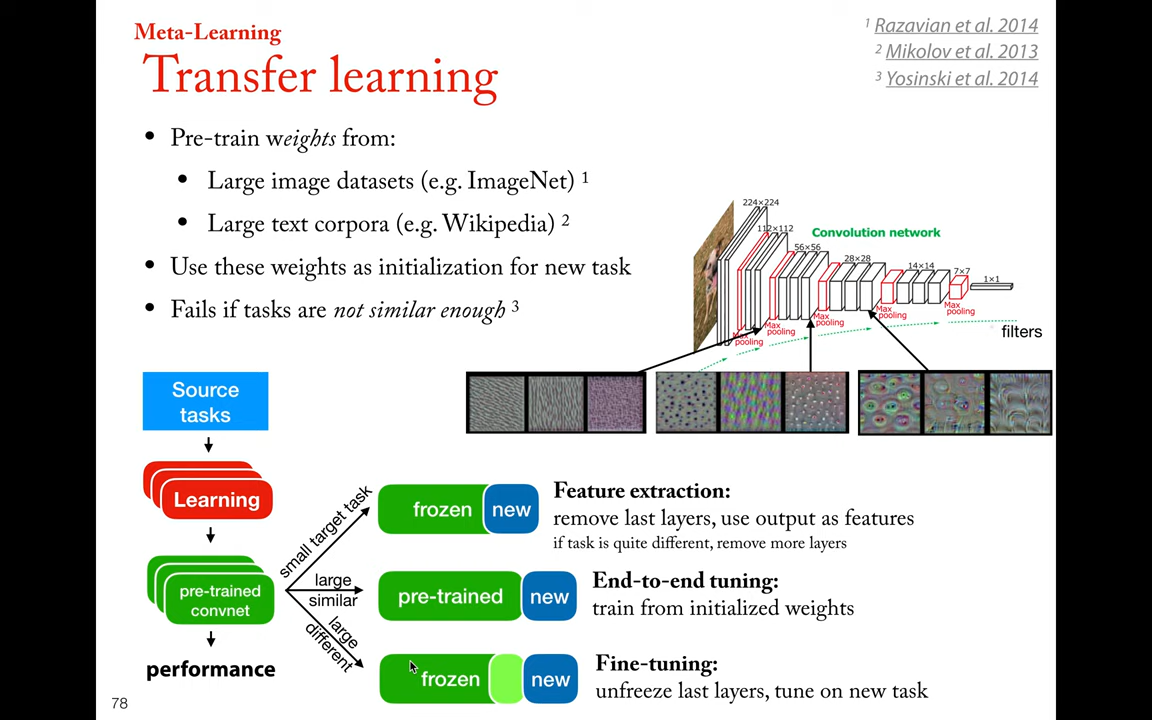 Meta-Learning
Transfer learning
1 Razavian et al. 2014
2 Mikolov et al. 2013
3 Yosinski et al. 2014
• Pre-train weights from:
• Large image datasets (e.g. ImageNet) 1
• Large text corpora (e.g. Wikipedia) 2
• Use these weights as initialization for new task
• Fails if tasks are not similar enough 3
224×224
112×112
56×56
28×28
14×14
7×7
1×1
Convolution network
Max
pooling
Max
pooling
Max
pooling
Max
pooling
Max
pooling
filters
Source
tasks
Learning
pre-trained
convnet
performance
small target task
frozen
new
Feature extraction:
remove last layers, use output as features
if task is quite different, remove more layers
large
similar
pre-trained
new
End-to-end tuning:
train from initialized weights
large
different
frozen
new
Fine-tuning:
unfreeze last layers, tune on new task
78